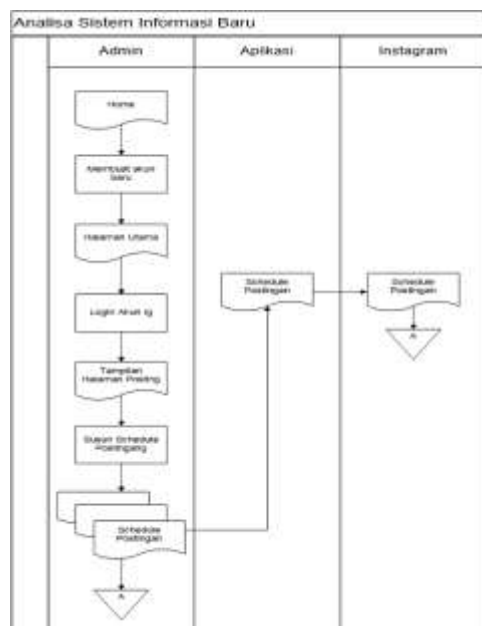 Analisa Sistem Informasi Baru
Admin
Aplikasi
Instagram
Home
Membuat akun
baru
Halaman Utama
Login Akun Ig
Tampilan
Halaman Posting
Susun Schedule
Postingang
Schedule
Postingan
A
Schedule
Postingan
Schedule
Postingan
A